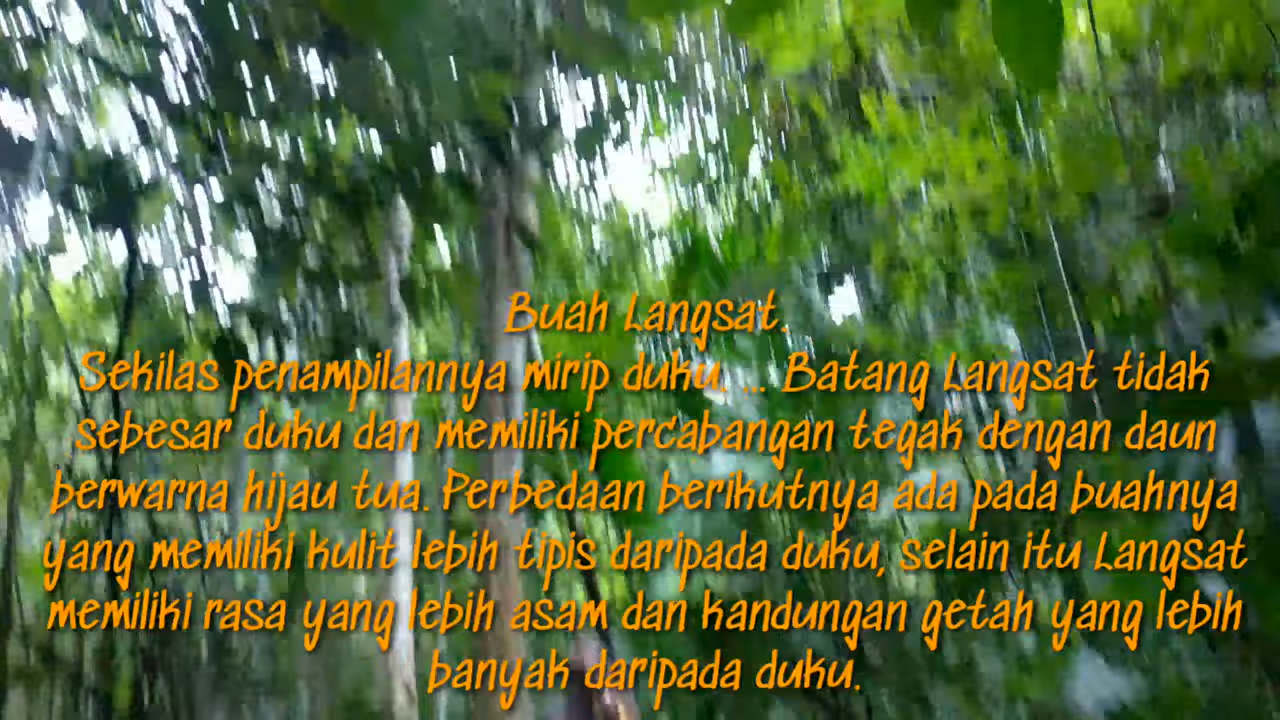 Buah Langsat.
Sekilas penampilannya mirip duku. ... Batang Langsat tidak
sebesar duku dan memiliki percabangan tegak dengan daun
berwarna hijau tua. Perbedaan berikutnya ada pada buahnya
yang memiliki kulit lebih tipis daripada duku, selain itu Langsat
memiliki rasa yang lebih asam dan kandungan getah yang lebih
banyak daripada duku.